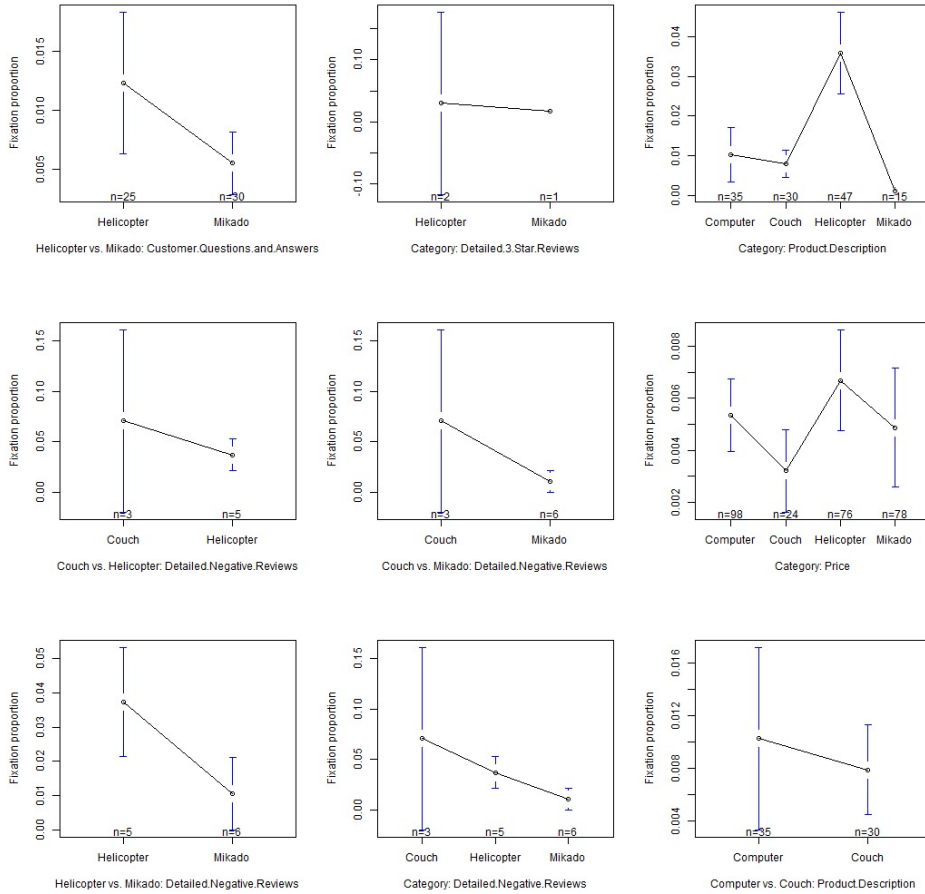 Fixation proportion
0.005 0.010 0.015
n=25 n=30
Helicopter Mikado
Helicopter vs. Mikado: Customer.Questions.and.Answers
Fixation proportion
-0.10 0.00 0.10
n=2 n=1
Helicopter Mikado
Category: Detailed.3.Star.Reviews
Fixation proportion
0.00 0.01 0.02 0.03 0.04
n=35 n=30 n=47 n=15
Computer Couch Helicopter Mikado
Category: Product.Description
Fixation proportion
0.00 0.05 0.10 0.15
n=3 n=5
Couch Helicopter
Couch vs. Helicopter: Detailed.Negative.Reviews
Fixation proportion
0.00 0.05 0.10 0.15
n=3 n=6
Couch Mikado
Couch vs. Mikado: Detailed.Negative.Reviews
Fixation proportion
0.002 0.004 0.006 0.008
n=98 n=24 n=76 n=78
Computer Couch Helicopter Mikado
Category: Price
Fixation proportion
0.00 0.01 0.02 0.03 0.04 0.05
n=5 n=6
Helicopter Mikado
Helicopter vs. Mikado: Detailed.Negative.Reviews
Fixation proportion
0.00 0.05 0.10 0.15
n=3 n=5 n=6
Couch Helicopter Mikado
Category: Detailed.Negative.Reviews
Fixation proportion
0.004 0.008 0.012 0.016
n=35 n=30
Computer Couch
Computer vs. Couch: Product.Description